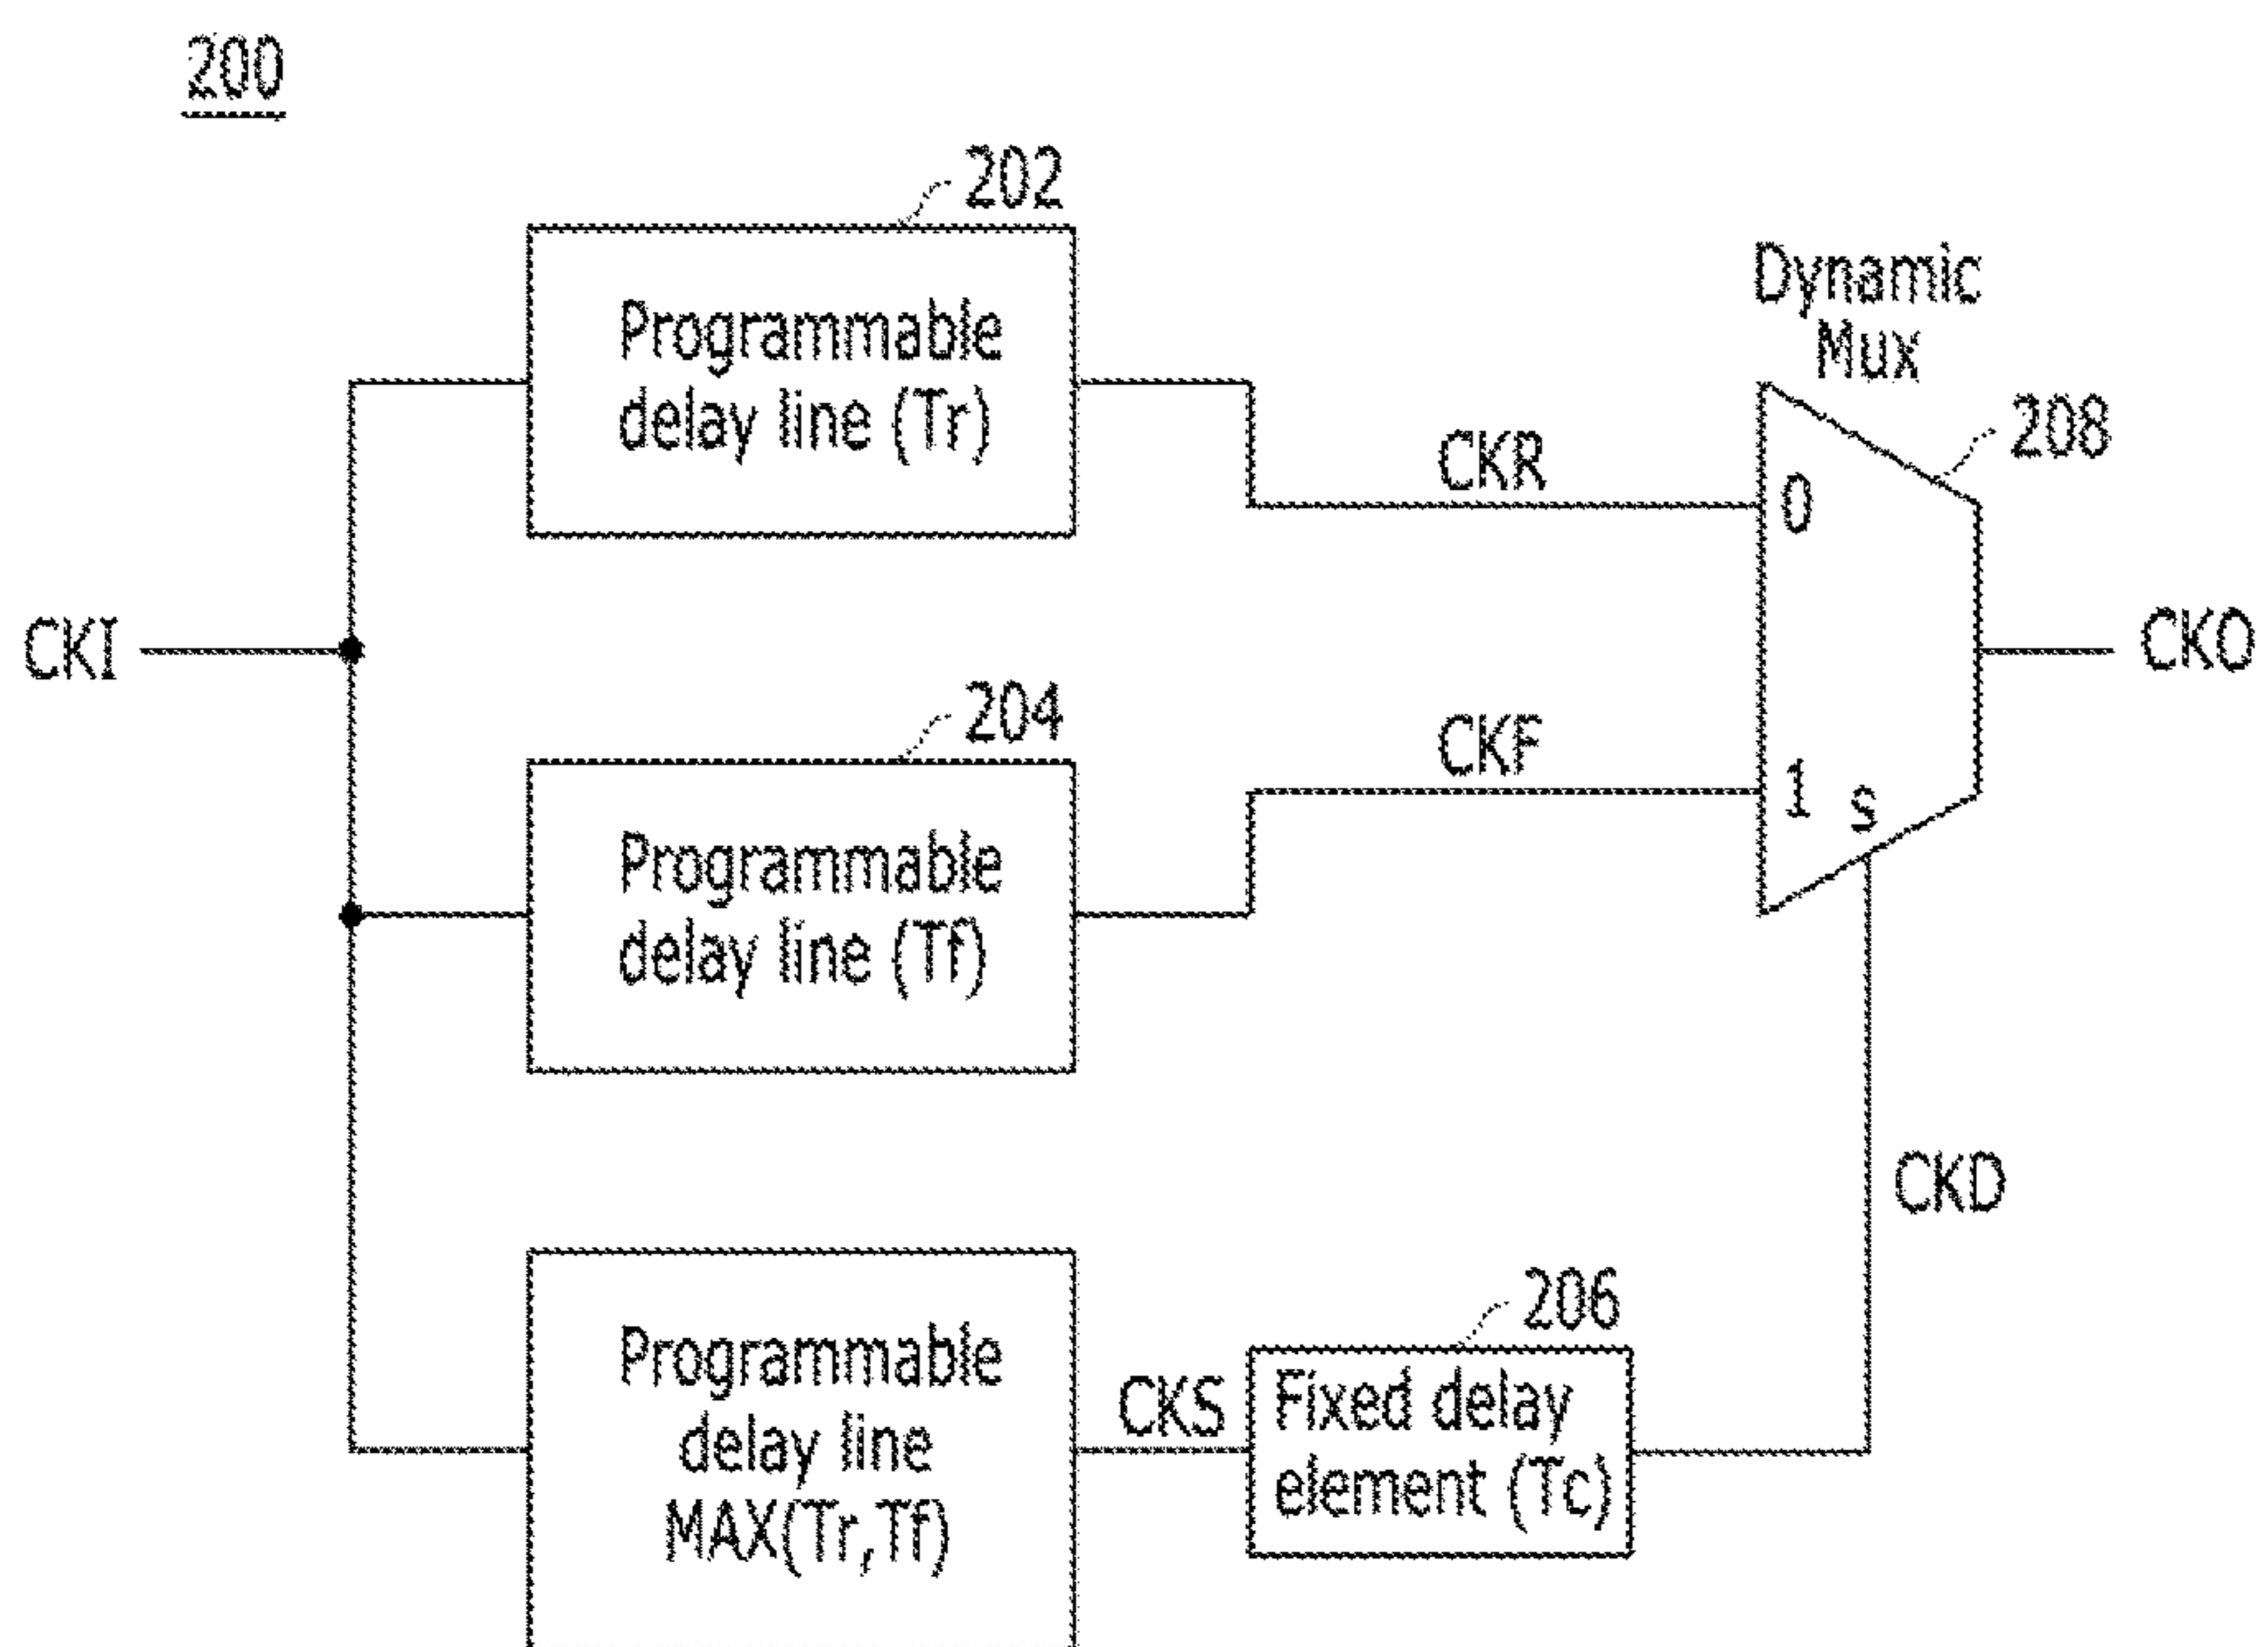 200
202
Programmable
delay line (Tr)
Dynamic
Mux
208
CKR
0
CKI
CKO
204
CKF
Programmable
delay line (Tf)
1
s
CKD
206
Programmable
delay line
MAX(Tr,Tf)
CKS
Fixed delay
element (Tc)